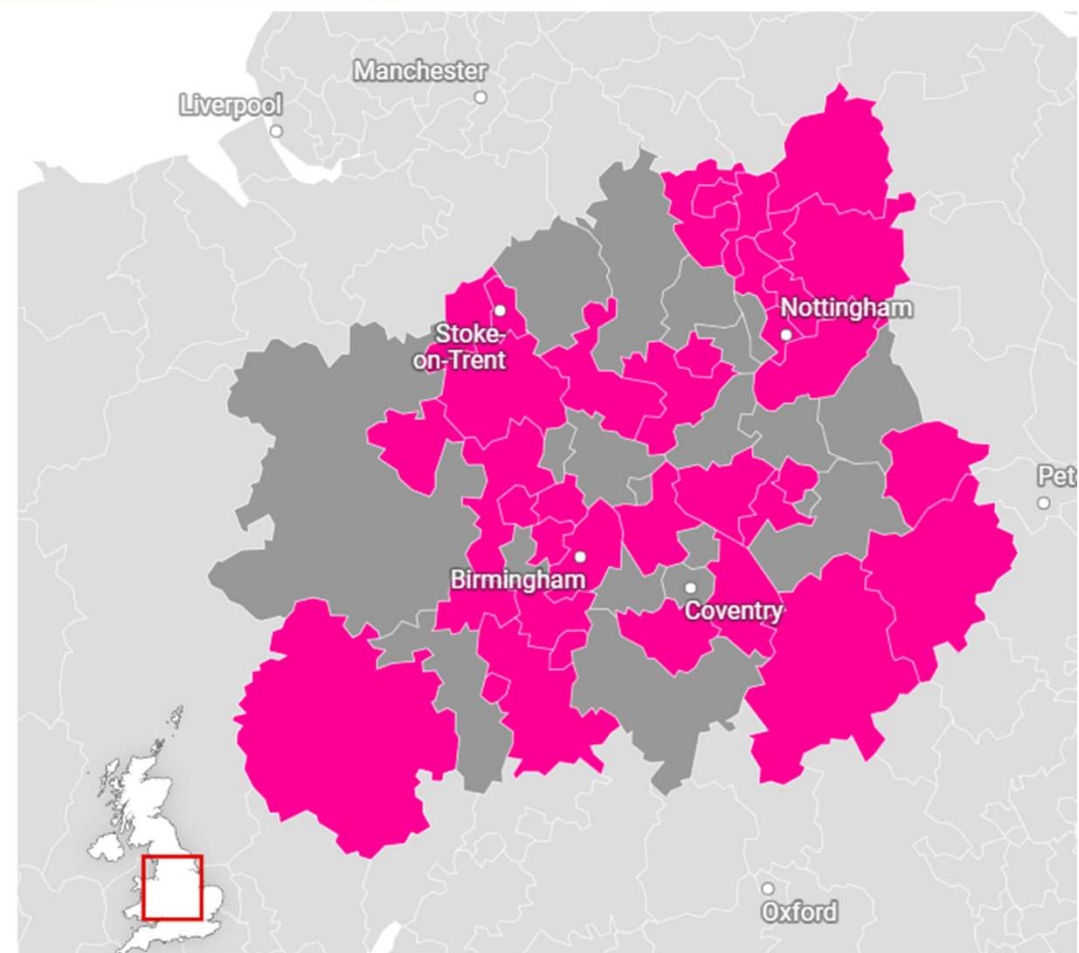 Manchester
Liverpool
Nottingham
Stoke-
on-Trent
Pet
Birmingham
Coventry
Oxford